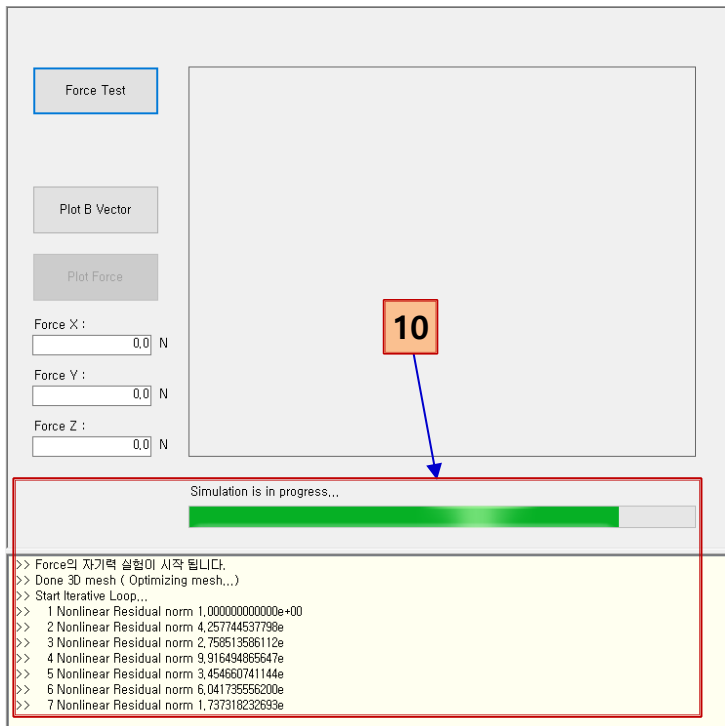 Force Test
Plot B Vector
Plot Force
Force X :
0.0 N
Force Y :
0.0 N
Force Z :
0.0 N
10
Simulation is in progress...
>> Force의 자기력 실험이 시작 됩니다.
>> Done 3D mesh ( Optimizing mesh...)
>> Start Iterative Loop...
>> 1 Nonlinear Residual norm 1.000000000000e+00
>> 2 Nonlinear Residual norm 4.257744537798e
>> 3 Nonlinear Residual norm 2.758513586112e
>> 4 Nonlinear Residual norm 9.916494865647e
>> 5 Nonlinear Residual norm 3.454660741144e
>> 6 Nonlinear Residual norm 6.041735556200e
>> 7 Nonlinear Residual norm 1.737318232693e